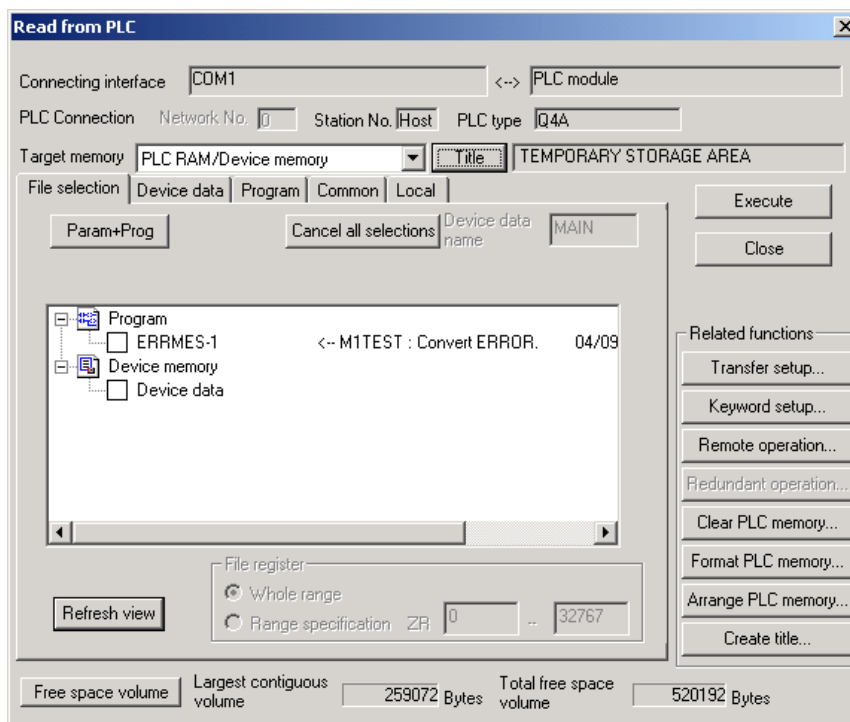 Read from PLC
Connecting interface COM1 <--> PLC module
PLC Connection Network No. 0 Station No. Host PLC type Q4A
Target memory PLC RAM/Device memory Title TEMPORARY STORAGE AREA
File selection Device data Program Common Local
Param+Prog Cancel all selections Device data name MAIN
Execute
Close
Program
ERRMES-1 <-- M1TEST : Convert ERROR. 04/09
Device memory
Device data
Related functions
Transfer setup...
Keyword setup...
Remote operation...
Redundant operation...
Clear PLC memory...
Format PLC memory...
Arrange PLC memory...
Create title...
File register
Whole range
Range specification ZR 0 -- 32767
Refresh view
Free space volume Largest contiguous volume 259072 Bytes Total free space volume 520192 Bytes